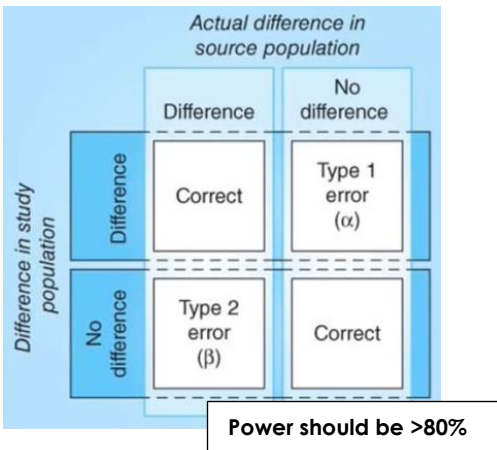 Actual difference in
source population
Difference
No
difference
Difference in study
population
Difference
Correct
Type 1
error
(α)
No
difference
Type 2
error
(β)
Correct
Power should be >80%